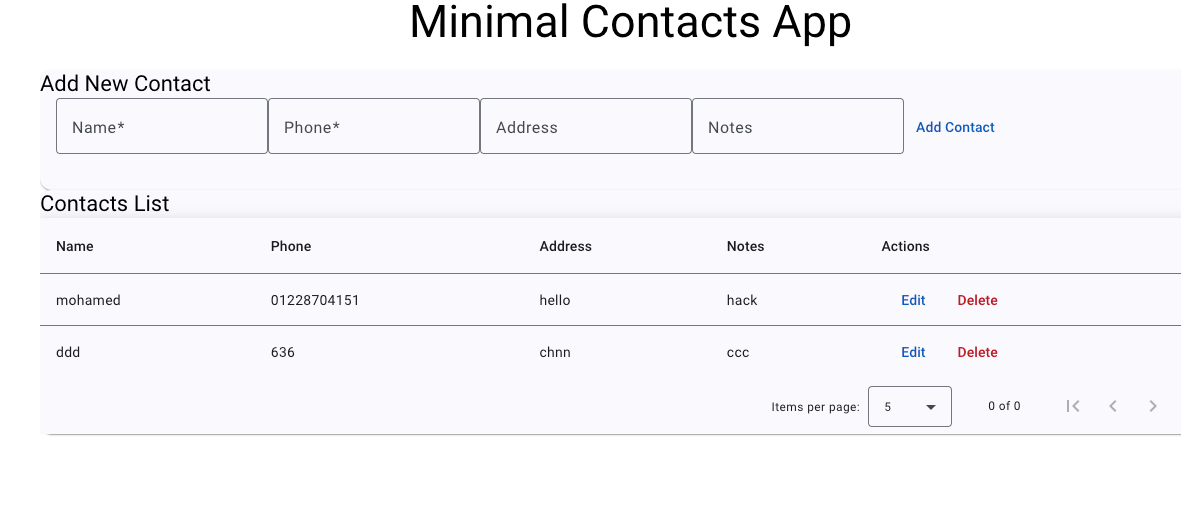 Minimal Contacts App
Add New Contact
Name* Phone* Address Notes Add Contact
Contacts List
Name Phone Address Notes Actions
mohamed 01228704151 hello hack Edit Delete
ddd 636 chnn ccc Edit Delete
Items per page: 5 0 of 0